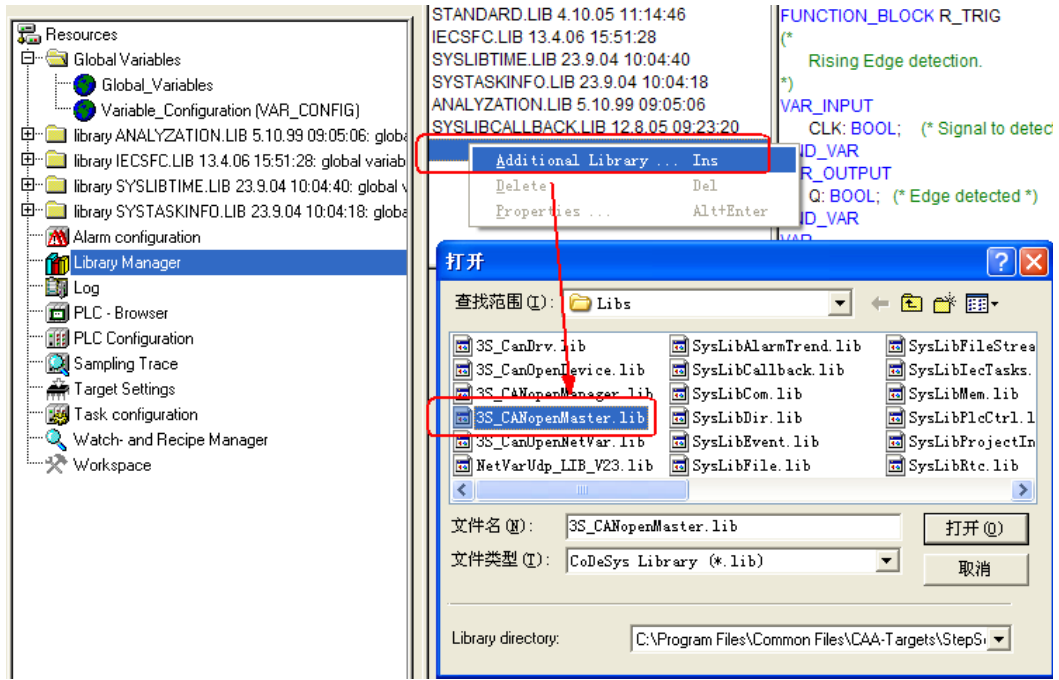 Resources
Global Variables
Global_Variables
Variable_Configuration (VAR_CONFIG)
library ANALYZATION.LIB 5.10.99 09:05:06: globa
library IECSFC.LIB 13.4.06 15:51:28: global variab
library SYSLIBTIME.LIB 23.9.04 10:04:40: global v
library SYSTASKINFO.LIB 23.9.04 10:04:18: globa
Alarm configuration
Library Manager
Log
PLC - Browser
PLC Configuration
Sampling Trace
Target Settings
Task configuration
Watch- and Recipe Manager
Workspace
STANDARD.LIB 4.10.05 11:14:46
IECSFC.LIB 13.4.06 15:51:28
SYSLIBTIME.LIB 23.9.04 10:04:40
SYSTASKINFO.LIB 23.9.04 10:04:18
ANALYZATION.LIB 5.10.99 09:05:06
SYSLIBCALLBACK.LIB 12.8.05 09:23:20
Additional Library ... Ins
Delete Del
Properties ... Alt+Enter
FUNCTION_BLOCK R_TRIG
(*
Rising Edge detection.
*)
VAR_INPUT
CLK: BOOL; (* Signal to detect
ND_VAR
R_OUTPUT
Q: BOOL; (* Edge detected *)
ND_VAR
VAR
打开
查找范围(I): Libs
3S_CanDrv.lib SysLibAlarmTrend.lib SysLibFileStrea
3S_CanOpenDevice.lib SysLibCallback.lib SysLibIecTasks.
3S_CANopenManager.lib SysLibCom.lib SysLibMem.lib
3S_CANopenMaster.lib SysLibDir.lib SysLibPlcCtrl.l
3S_CanOpenNetVar.lib SysLibEvent.lib SysLibProjectIn
NetVarUdp_LIB_V23.lib SysLibFile.lib SysLibRtc.lib
文件名(N): 3S_CANopenMaster.lib 打开(O)
文件类型(T): CoDeSys Library (*.lib) 取消
Library directory: C:\Program Files\Common Files\CAA-Targets\StepS